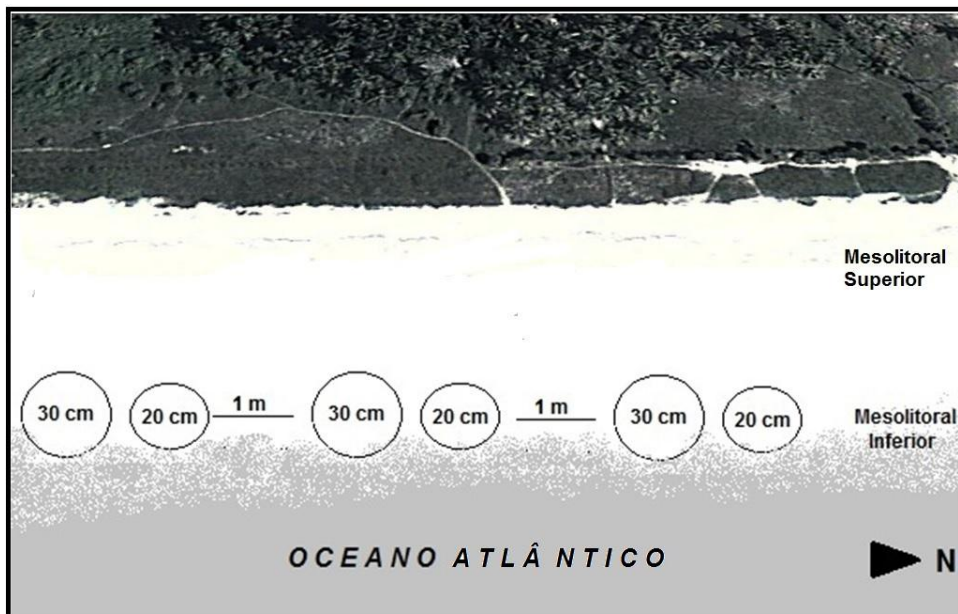 Mesolitoral
Superior
30 cm
20 cm
1 m
30 cm
20 cm
1 m
30 cm
20 cm
Mesolitoral
Inferior
OCEANO ATLÂNTICO
N